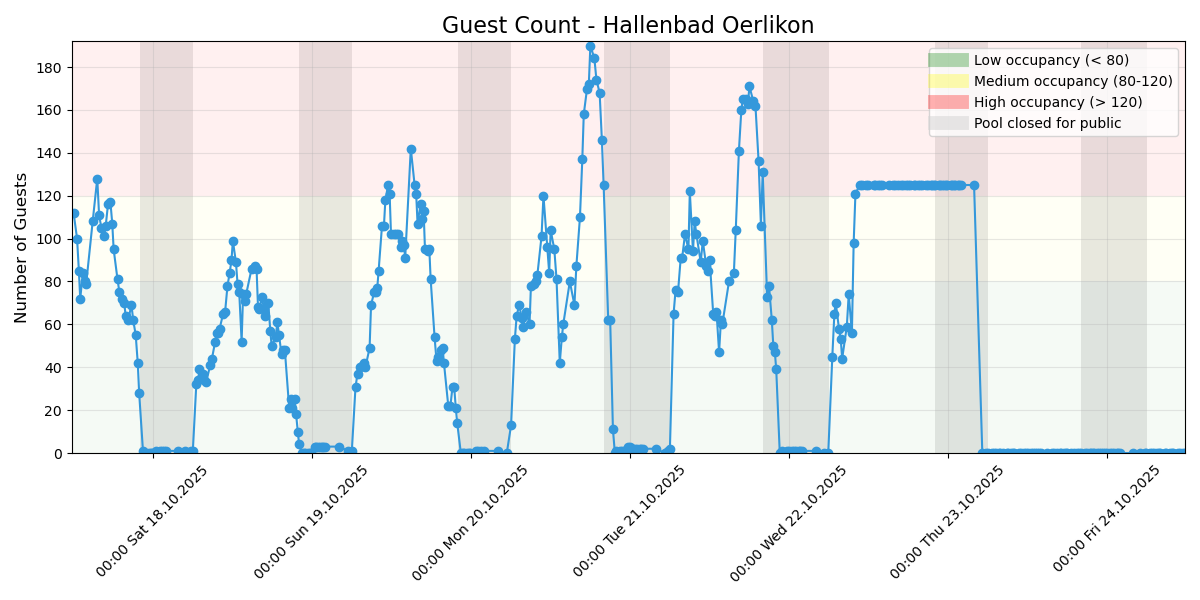 Guest Count - Hallenbad Oerlikon
Number of Guests
180
160
140
120
100
80
60
40
20
0
Low occupancy (< 80)
Medium occupancy (80-120)
High occupancy (> 120)
Pool closed for public
00:00 Sat 18.10.2025
00:00 Sun 19.10.2025
00:00 Mon 20.10.2025
00:00 Tue 21.10.2025
00:00 Wed 22.10.2025
00:00 Thu 23.10.2025
00:00 Fri 24.10.2025